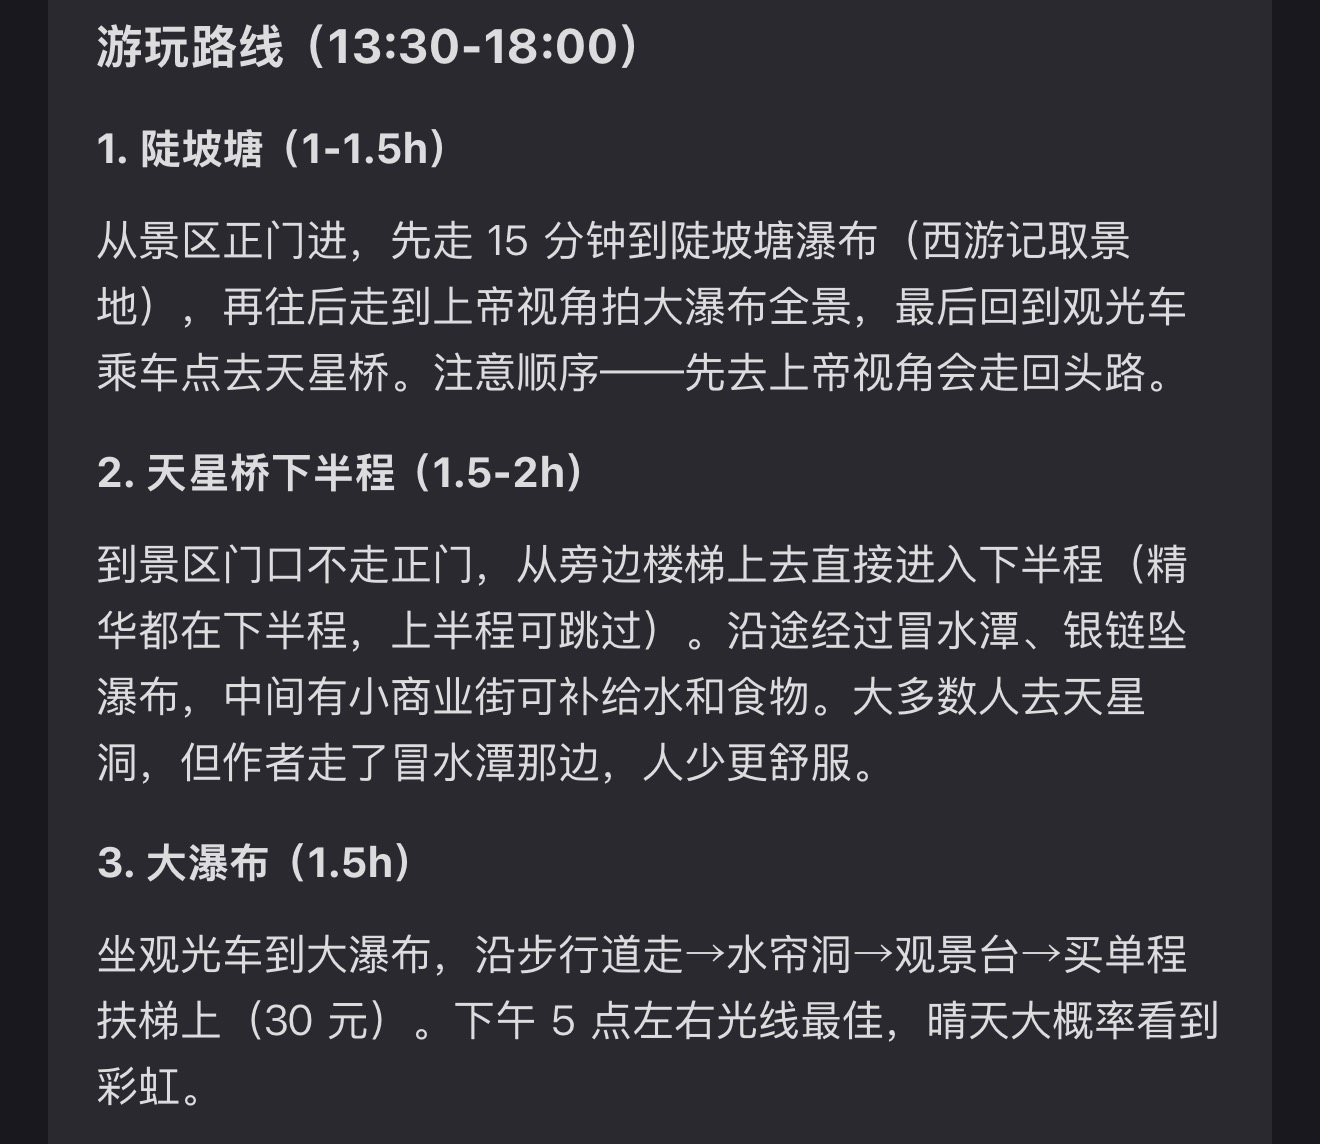 游玩路线（13:30-18:00）
1. 陡坡塘（1-1.5h）
从景区正门进，先走 15 分钟到陡坡塘瀑布（西游记取景
地），再往后走到上帝视角拍大瀑布全景，最后回到观光车
乘车点去天星桥。注意顺序——先去上帝视角会走回头路。
2. 天星桥下半程（1.5-2h）
到景区门口不走正门，从旁边楼梯上去直接进入下半程（精
华都在下半程，上半程可跳过）。沿途经过冒水潭、银链坠
瀑布，中间有小商业街可补给水和食物。大多数人去天星
洞，但作者走了冒水潭那边，人少更舒服。
3. 大瀑布（1.5h）
坐观光车到大瀑布，沿步行道走→水帘洞→观景台→买单程
扶梯上（30 元）。下午 5 点左右光线最佳，晴天大概率看到
彩虹。